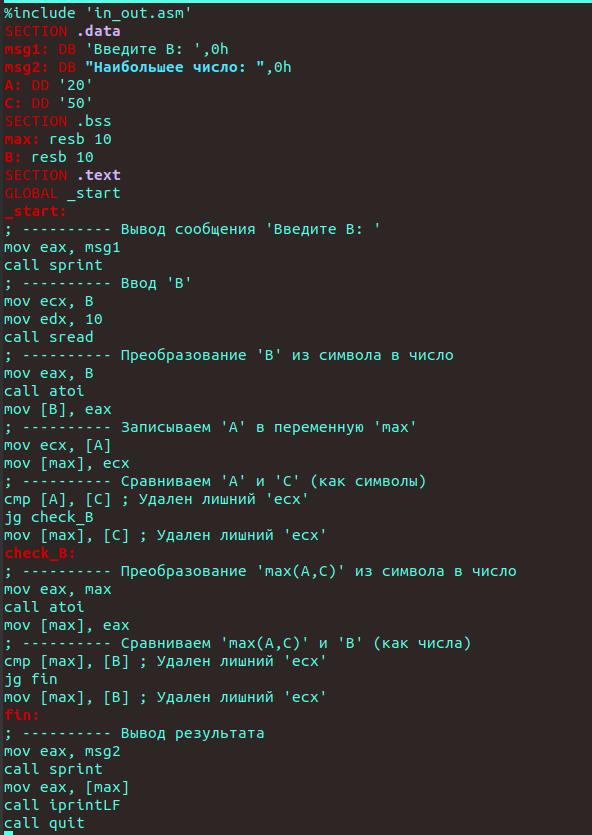 %include 'in_out.asm'
SECTION .data
msg1: DB 'Введите B: ',0h
msg2: DB "Наибольшее число: ",0h
A: DD '20'
C: DD '50'
SECTION .bss
max: resb 10
B: resb 10
SECTION .text
GLOBAL _start
_start:
; ---------- Вывод сообщения 'Введите B: '
mov eax, msg1
call sprint
; ---------- Ввод 'B'
mov ecx, B
mov edx, 10
call sread
; ---------- Преобразование 'B' из символа в число
mov eax, B
call atoi
mov [B], eax
; ---------- Записываем 'A' в переменную 'max'
mov ecx, [A]
mov [max], ecx
; ---------- Сравниваем 'A' и 'C' (как символы)
cmp [A], [C] ; Удален лишний 'ecx'
jg check_B
mov [max], [C] ; Удален лишний 'ecx'
check_B:
; ---------- Преобразование 'max(A,C)' из символа в число
mov eax, max
call atoi
mov [max], eax
; ---------- Сравниваем 'max(A,C)' и 'B' (как числа)
cmp [max], [B] ; Удален лишний 'ecx'
jg fin
mov [max], [B] ; Удален лишний 'ecx'
fin:
; ---------- Вывод результата
mov eax, msg2
call sprint
mov eax, [max]
call iprintLF
call quit